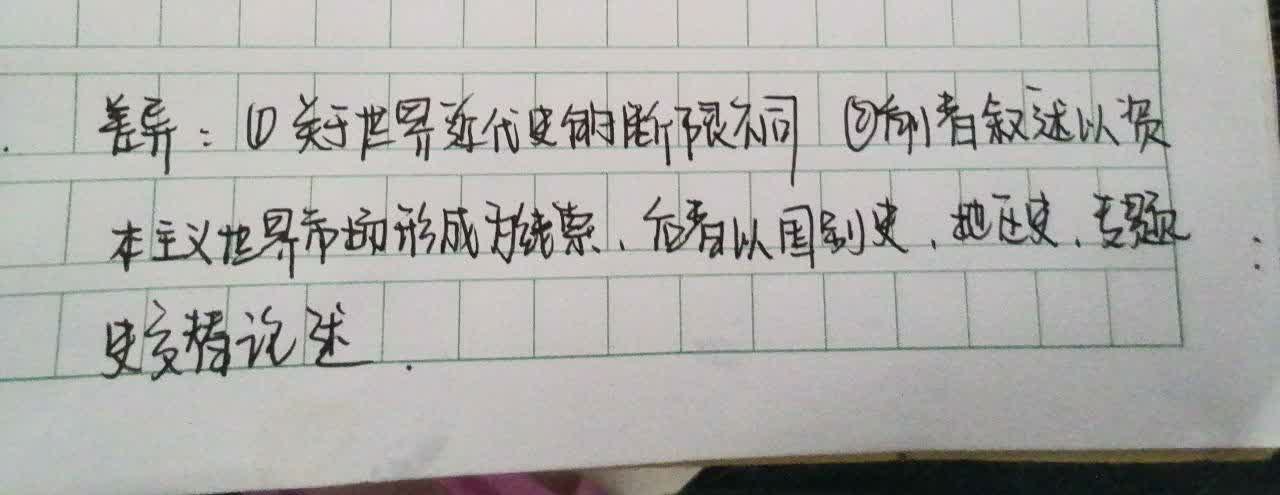 差异：①关于世界近代史的断限不同 ②前者叙述以资
本主义世界市场形成为线索、后者以国别史、地区史、专题
史交替论述.